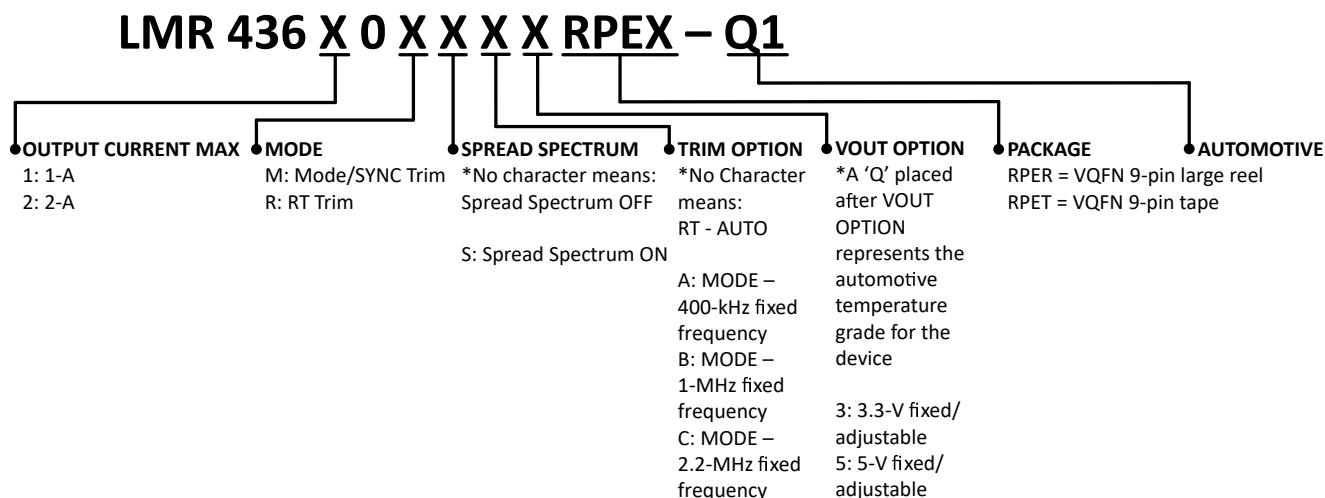 LMR 436 X 0 X X X X RPEX – Q1
OUTPUT CURRENT MAX
1: 1-A
2: 2-A
MODE
M: Mode/SYNC Trim
R: RT Trim
SPREAD SPECTRUM
*No character means:
Spread Spectrum OFF
S: Spread Spectrum ON
TRIM OPTION
*No Character
means:
RT - AUTO
A: MODE –
400-kHz fixed
frequency
B: MODE –
1-MHz fixed
frequency
C: MODE –
2.2-MHz fixed
frequency
VOUT OPTION
*A ‘Q’ placed
after VOUT
OPTION
represents the
automotive
temperature
grade for the
device
3: 3.3-V fixed/
adjustable
5: 5-V fixed/
adjustable
PACKAGE
RPER = VQFN 9-pin large reel
RPET = VQFN 9-pin tape
AUTOMOTIVE